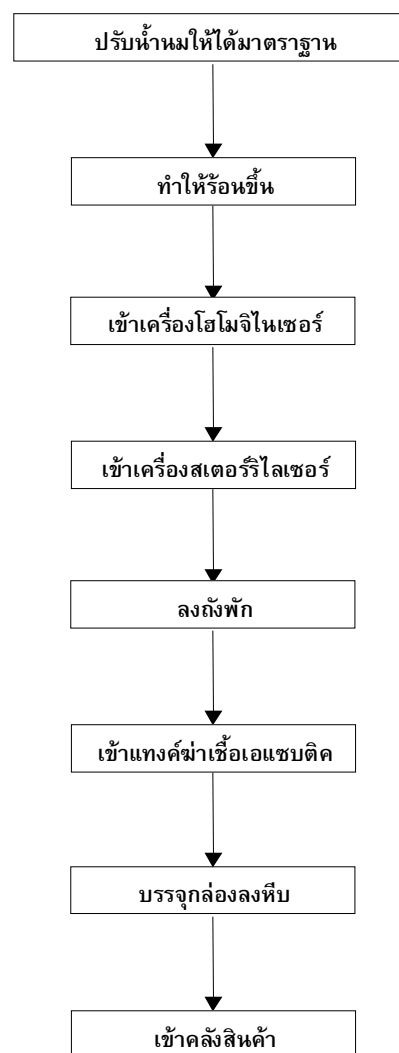 ปรับน้ำนมให้ได้มาตราฐาน
ทำให้ร้อนขึ้น
เข้าเครื่องโฮโมจิไนเซอร์
เข้าเครื่องสเตอร์ริไลเซอร์
ลงถังพัก
เข้าแทงค์ฆ่าเชื้อเอแซบติค
บรรจุกล่องลงหีบ
เข้าคลังสินค้า